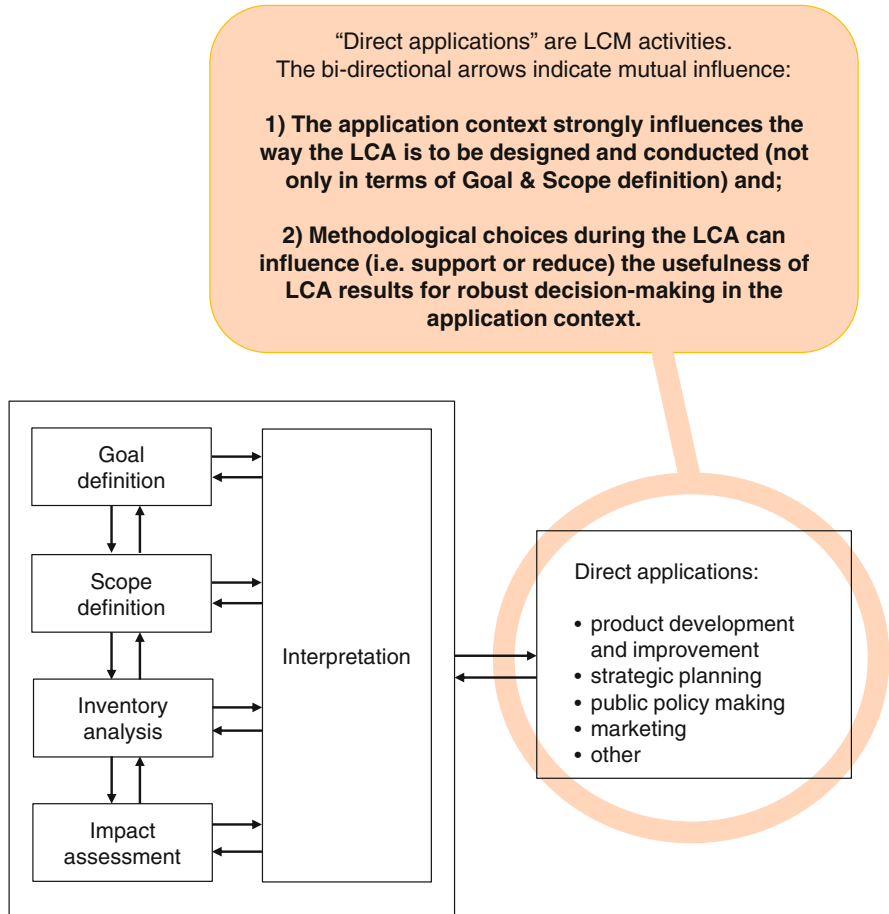 “Direct applications” are LCM activities.
The bi-directional arrows indicate mutual influence:
1) The application context strongly influences the
way the LCA is to be designed and conducted (not
only in terms of Goal & Scope definition) and;
2) Methodological choices during the LCA can
influence (i.e. support or reduce) the usefulness of
LCA results for robust decision-making in the
application context.
Goal
definition
Scope
definition
Inventory
analysis
Impact
assessment
Interpretation
Direct applications:
• product development
and improvement
• strategic planning
• public policy making
• marketing
• other